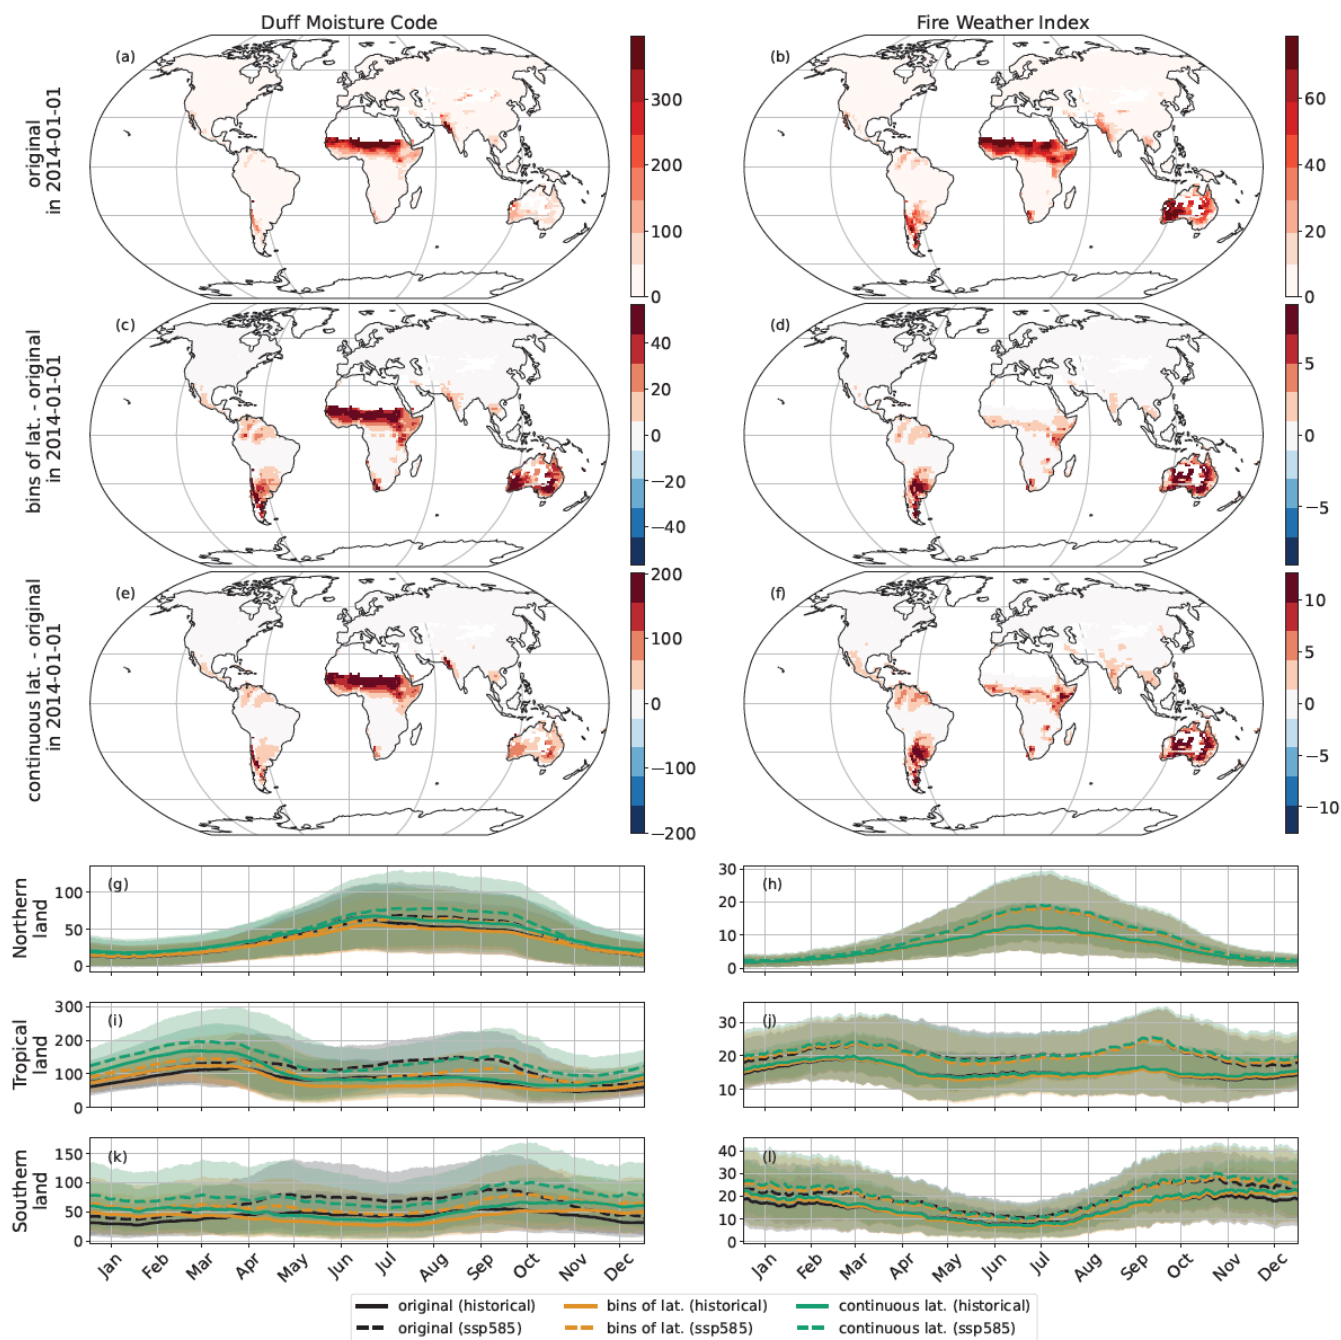 Duff Moisture Code
Fire Weather Index
original
in 2014-01-01
(a)
300
200
100
0
(b)
60
40
20
0
bins of lat. - original
in 2014-01-01
(c)
40
20
0
−20
−40
(d)
5
0
−5
continuous lat. - original
in 2014-01-01
(e)
200
100
0
−100
−200
(f)
10
5
0
−5
−10
Northern
land
(g)
100
50
0
(h)
30
20
10
0
Tropical
land
(i)
300
200
100
0
(j)
30
20
10
Southern
land
(k)
150
100
50
0
(l)
40
30
20
10
0
Jan Feb Mar Apr May Jun Jul Aug Sep Oct Nov Dec
Jan Feb Mar Apr May Jun Jul Aug Sep Oct Nov Dec
original (historical)
bins of lat. (historical)
continuous lat. (historical)
original (ssp585)
bins of lat. (ssp585)
continuous lat. (ssp585)